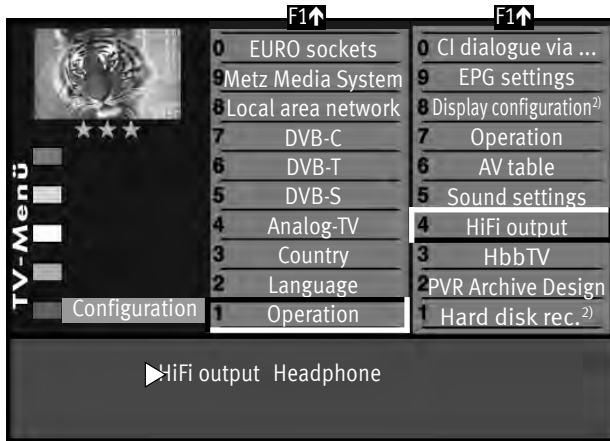 F1↑ F1↑
0 EURO sockets
9 Metz Media System
8 Local area network
7 DVB-C
6 DVB-T
5 DVB-S
4 Analog-TV
3 Country
2 Language
1 Operation
0 CI dialogue via ...
9 EPG settings
8 Display configuration2)
7 Operation
6 AV table
5 Sound settings
4 HiFi output
3 HbbTV
2 PVR Archive Design
1 Hard disk rec.2)
TV-Menü
Configuration
HiFi output Headphone